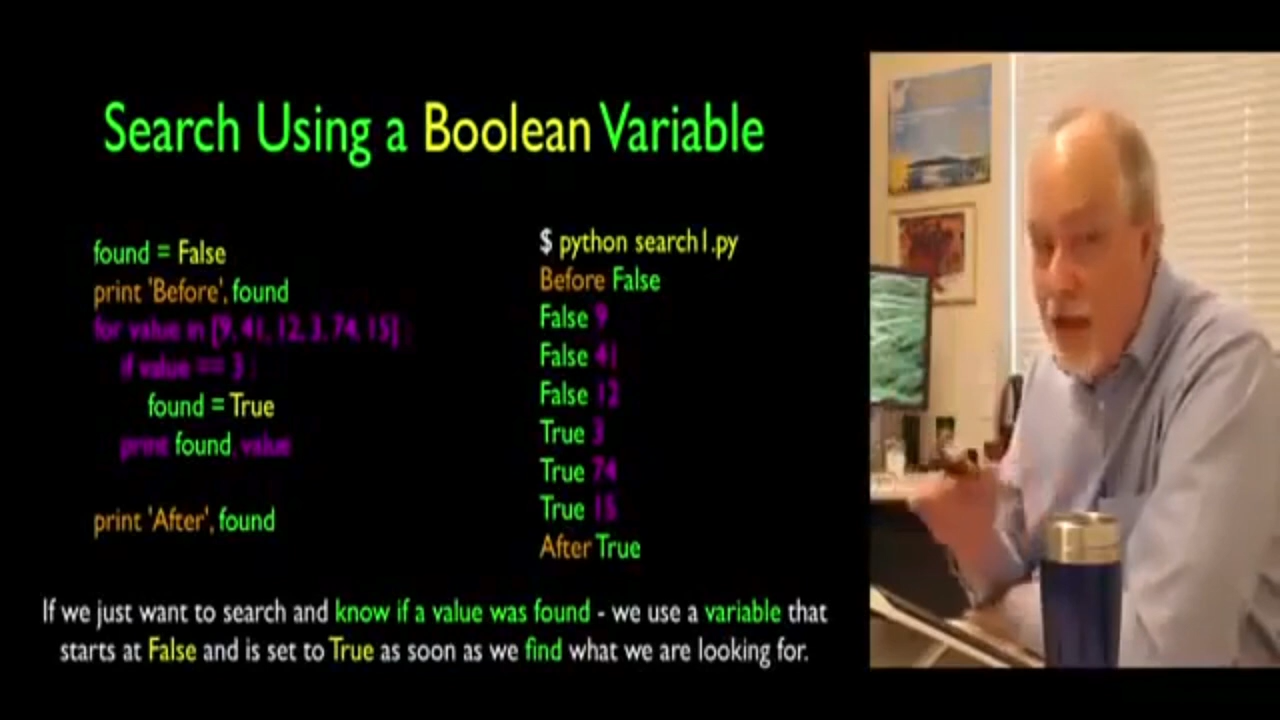 Search Using a Boolean Variable
found = False
print 'Before', found
for value in [9, 41, 12, 3, 74, 15] :
if value == 3 :
found = True
print found, value
print 'After', found
$ python search1.py
Before False
False 9
False 41
False 12
True 3
True 74
True 15
After True
If we just want to search and know if a value was found - we use a variable that
starts at False and is set to True as soon as we find what we are looking for.